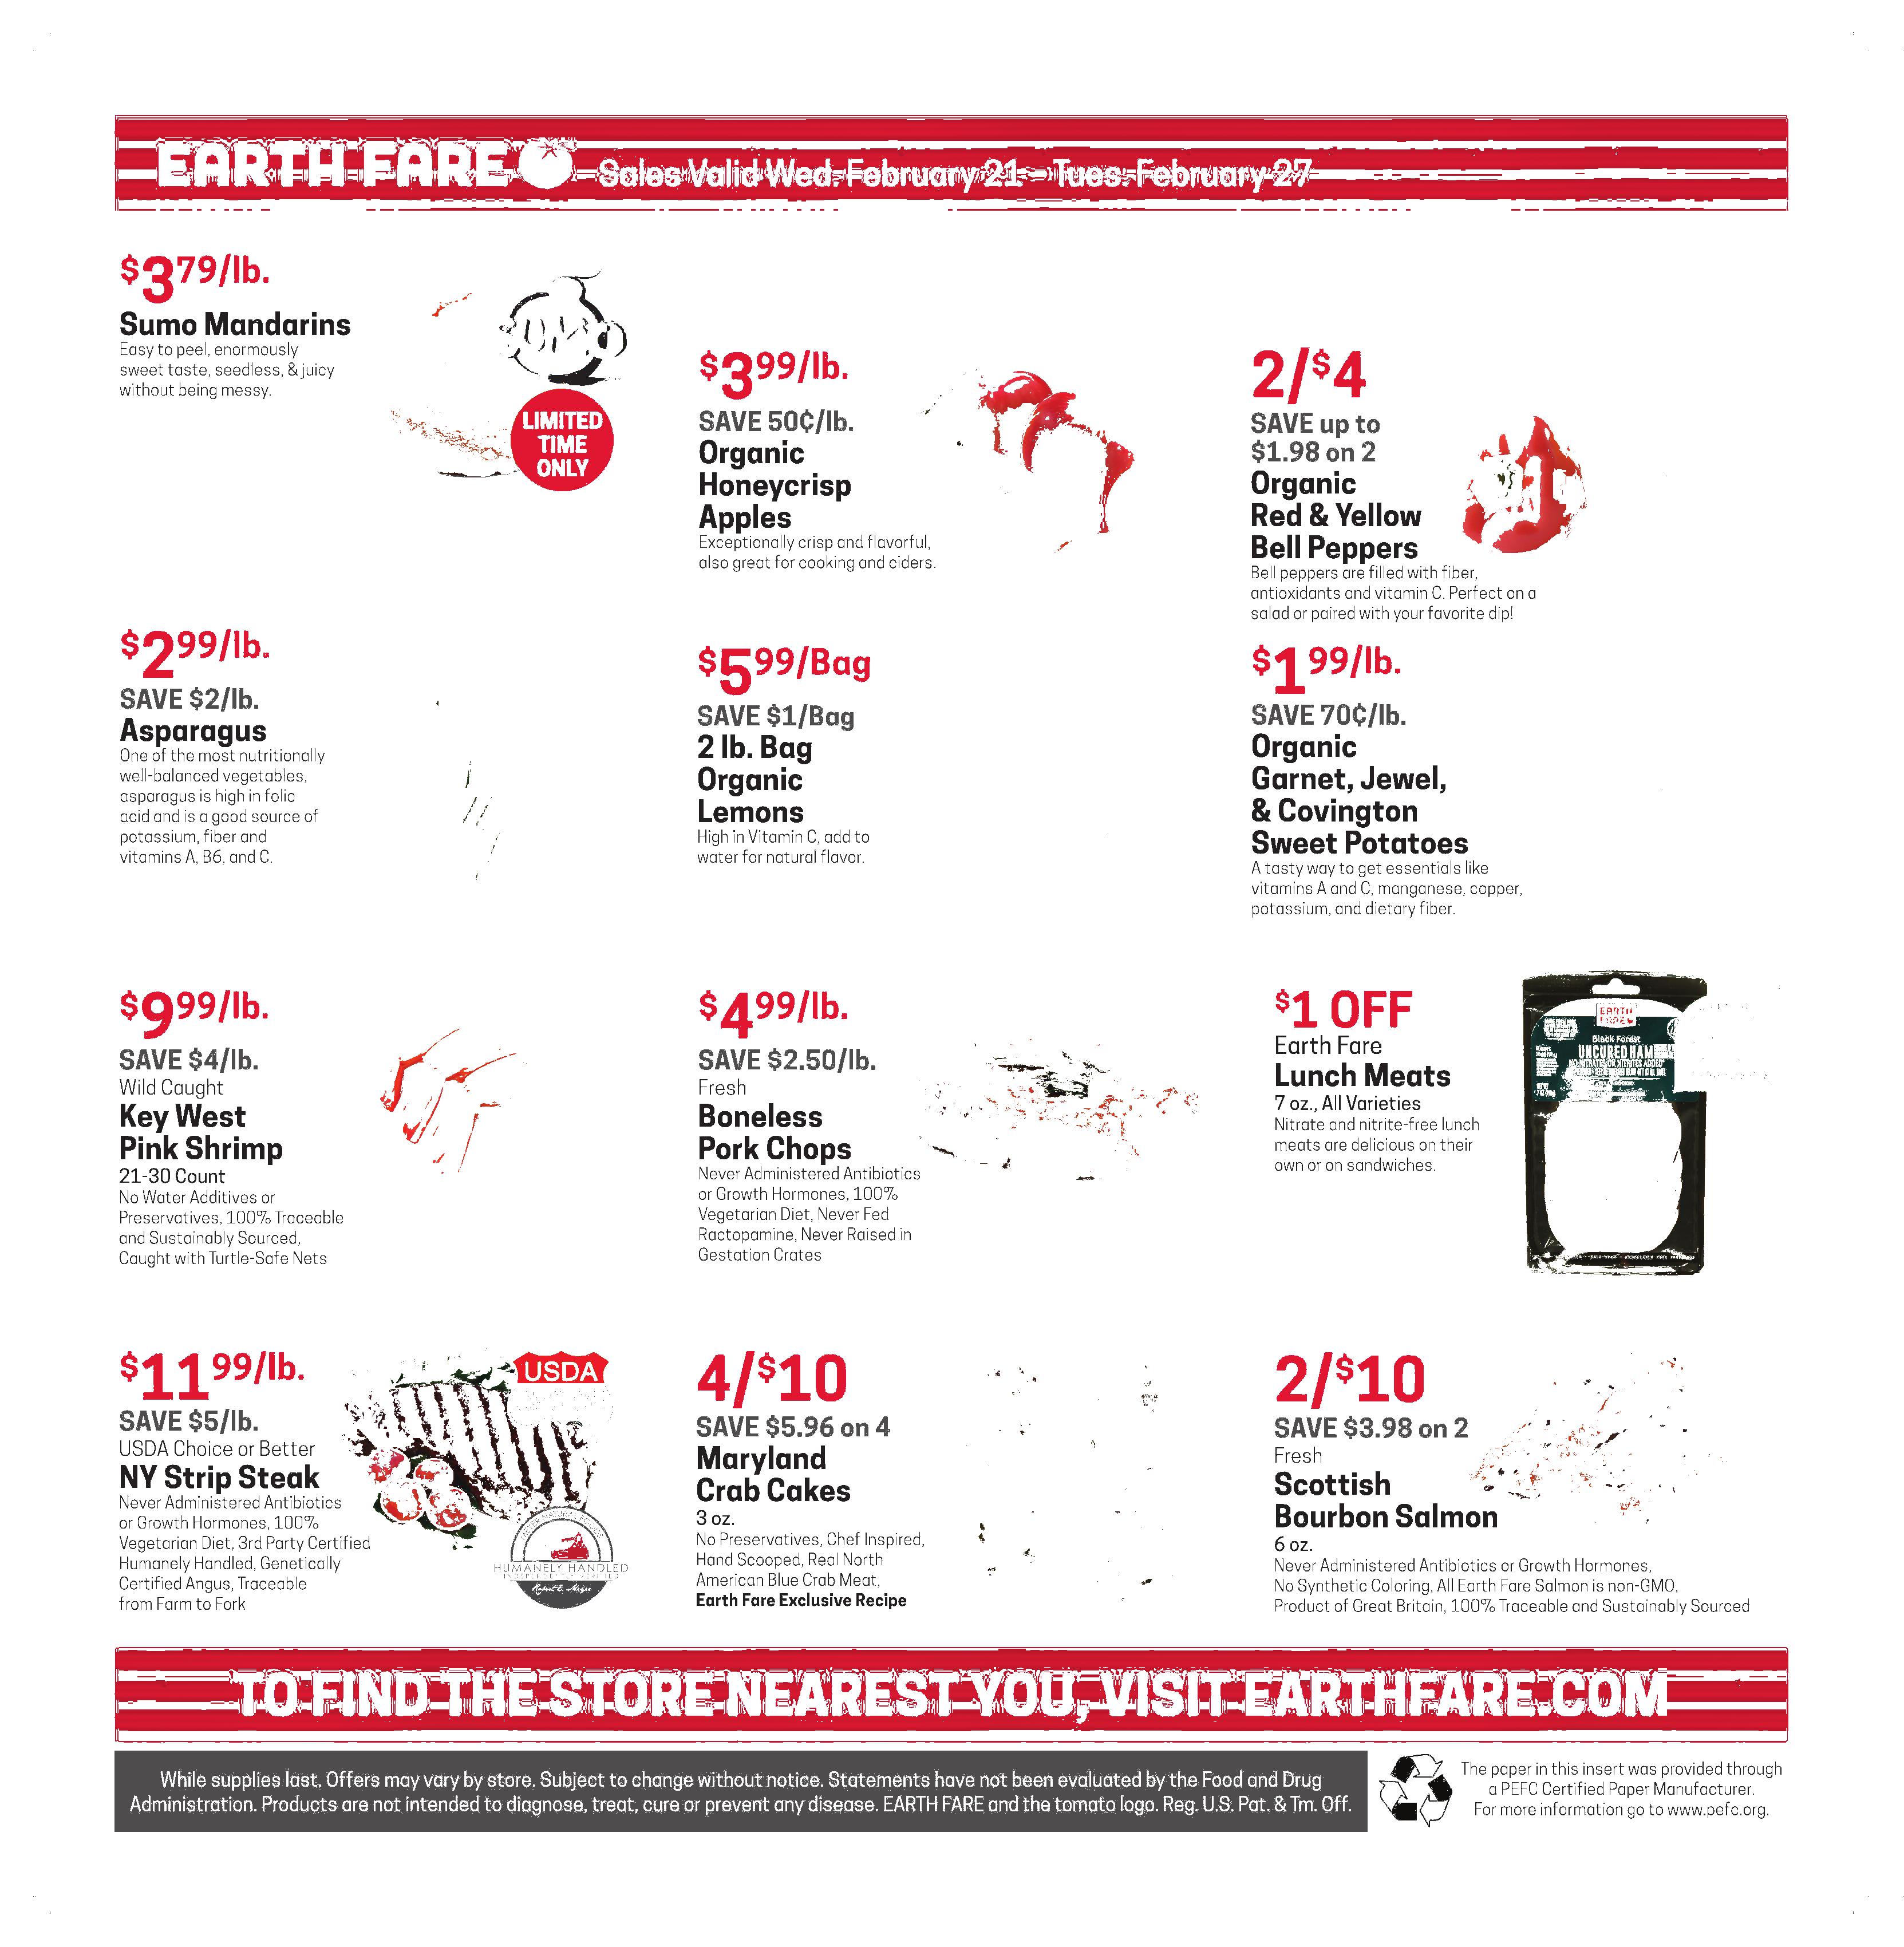 EARTH FARE Sales Valid Wed. February 21 - Tues. February 27
$3 79/lb.
Sumo Mandarins
Easy to peel, enormously
sweet taste, seedless, & juicy
without being messy.
LIMITED
TIME
ONLY
$3 99/lb.
SAVE 50¢/lb.
Organic
Honeycrisp
Apples
Exceptionally crisp and flavorful,
also great for cooking and ciders.
2/$4
SAVE up to
$1.98 on 2
Organic
Red & Yellow
Bell Peppers
Bell peppers are filled with fiber,
antioxidants and vitamin C. Perfect on a
salad or paired with your favorite dip!
$2 99/lb.
SAVE $2/lb.
Asparagus
One of the most nutritionally
well-balanced vegetables,
asparagus is high in folic
acid and is a good source of
potassium, fiber and
vitamins A, B6, and C.
$5 99/Bag
SAVE $1/Bag
2 lb. Bag
Organic
Lemons
High in Vitamin C, add to
water for natural flavor.
$1 99/lb.
SAVE 70¢/lb.
Organic
Garnet, Jewel,
& Covington
Sweet Potatoes
A tasty way to get essentials like
vitamins A and C, manganese, copper,
potassium, and dietary fiber.
$9 99/lb.
SAVE $4/lb.
Wild Caught
Key West
Pink Shrimp
21-30 Count
No Water Additives or
Preservatives, 100% Traceable
and Sustainably Sourced,
Caught with Turtle-Safe Nets
$4 99/lb.
SAVE $2.50/lb.
Fresh
Boneless
Pork Chops
Never Administered Antibiotics
or Growth Hormones, 100%
Vegetarian Diet, Never Fed
Ractopamine, Never Raised in
Gestation Crates
$1 OFF
Earth Fare
Lunch Meats
7 oz., All Varieties
Nitrate and nitrite-free lunch
meats are delicious on their
own or on sandwiches.
EARTH
FARE
Black Forest
UNCURED HAM
NO NITRATES OR NITRITES ADDED
$11 99/lb.
SAVE $5/lb.
USDA Choice or Better
NY Strip Steak
Never Administered Antibiotics
or Growth Hormones, 100%
Vegetarian Diet, 3rd Party Certified
Humanely Handled, Genetically
Certified Angus, Traceable
from Farm to Fork
USDA
MEYER NATURAL FOODS
HUMANELY HANDLED
INDEPENDENTLY VERIFIED
4/$10
SAVE $5.96 on 4
Maryland
Crab Cakes
3 oz.
No Preservatives, Chef Inspired,
Hand Scooped, Real North
American Blue Crab Meat,
Earth Fare Exclusive Recipe
2/$10
SAVE $3.98 on 2
Fresh
Scottish
Bourbon Salmon
6 oz.
Never Administered Antibiotics or Growth Hormones,
No Synthetic Coloring, All Earth Fare Salmon is non-GMO,
Product of Great Britain, 100% Traceable and Sustainably Sourced
TO FIND THE STORE NEAREST YOU, VISIT EARTHFARE.COM
While supplies last. Offers may vary by store. Subject to change without notice. Statements have not been evaluated by the Food and Drug
Administration. Products are not intended to diagnose, treat, cure or prevent any disease. EARTH FARE and the tomato logo. Reg. U.S. Pat. & Tm. Off.
The paper in this insert was provided through
a PEFC Certified Paper Manufacturer.
For more information go to www.pefc.org.